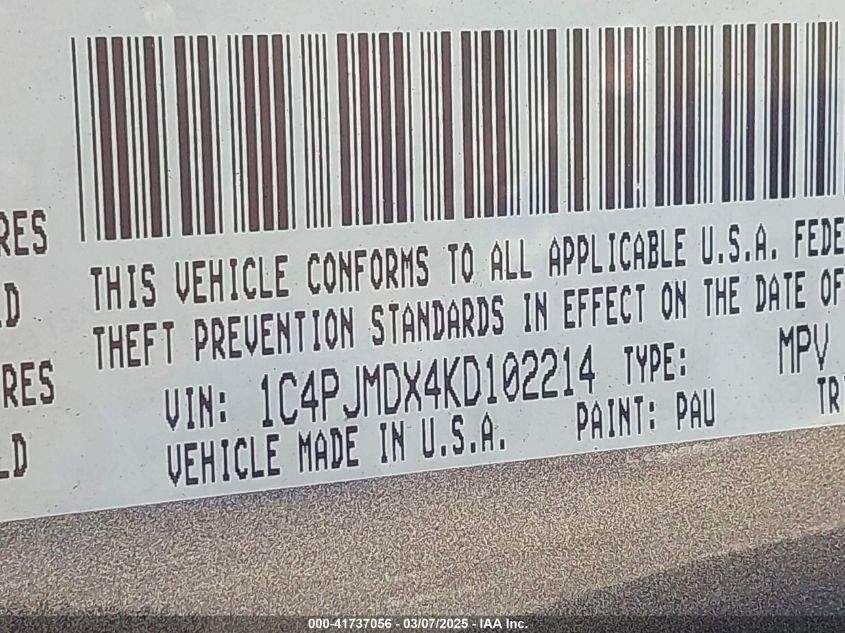 RES
THIS VEHICLE CONFORMS TO ALL APPLICABLE U.S.A. FEDE
LD
THEFT PREVENTION STANDARDS IN EFFECT ON THE DATE OF
RES
VIN: 1C4PJMDX4KD102214 TYPE: MPV
LD
VEHICLE MADE IN U.S.A. PAINT: PAU TR
000-41737056 — 03/07/2025 — IAA Inc.